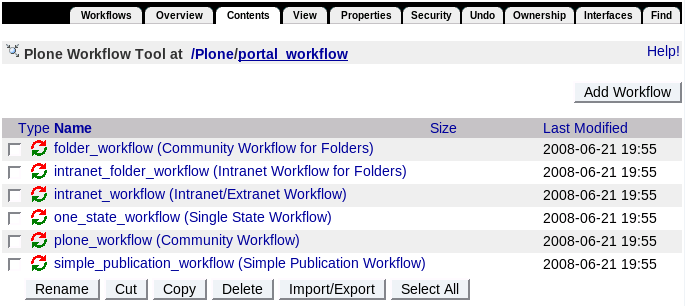 Workflows Overview Contents View Properties Security Undo Ownership Interfaces Find
Plone Workflow Tool at /Plone/portal_workflow Help!
Add Workflow
Type Name Size Last Modified
folder_workflow (Community Workflow for Folders) 2008-06-21 19:55
intranet_folder_workflow (Intranet Workflow for Folders) 2008-06-21 19:55
intranet_workflow (Intranet/Extranet Workflow) 2008-06-21 19:55
one_state_workflow (Single State Workflow) 2008-06-21 19:55
plone_workflow (Community Workflow) 2008-06-21 19:55
simple_publication_workflow (Simple Publication Workflow) 2008-06-21 19:55
Rename Cut Copy Delete Import/Export Select All